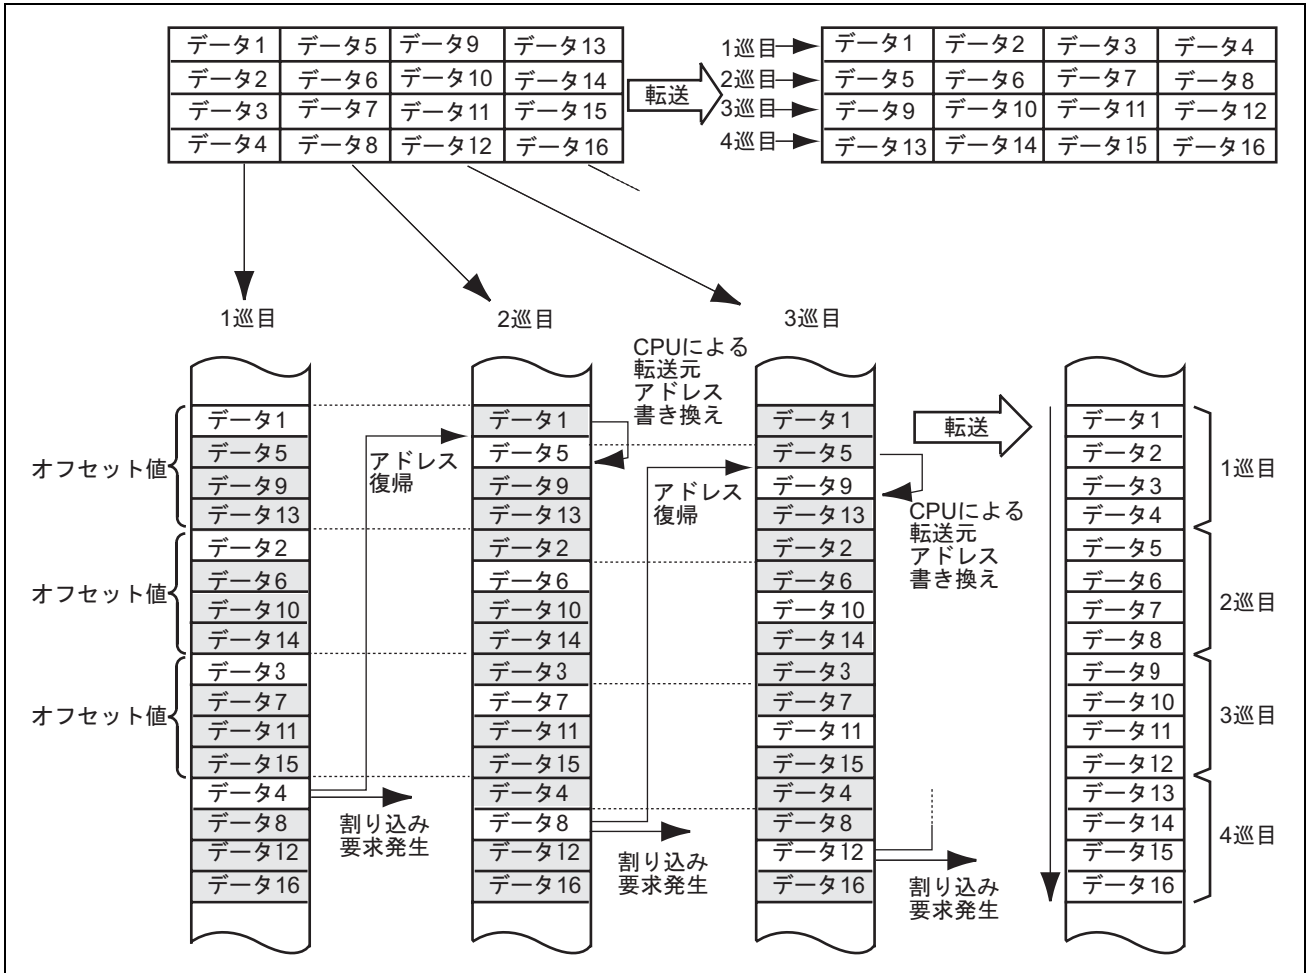 データ1 データ5 データ9 データ13
データ2 データ6 データ10 データ14
データ3 データ7 データ11 データ15
データ4 データ8 データ12 データ16
転送
1巡目 データ1 データ2 データ3 データ4
2巡目 データ5 データ6 データ7 データ8
3巡目 データ9 データ10 データ11 データ12
4巡目 データ13 データ14 データ15 データ16
1巡目
オフセット値
オフセット値
オフセット値
データ1
データ5
データ9
データ13
データ2
データ6
データ10
データ14
データ3
データ7
データ11
データ15
データ4
データ8
データ12
データ16
アドレス
復帰
割り込み
要求発生
2巡目
データ1
データ5
データ9
データ13
データ2
データ6
データ10
データ14
データ3
データ7
データ11
データ15
データ4
データ8
データ12
データ16
CPUによる
転送元
アドレス
書き換え
アドレス
復帰
割り込み
要求発生
3巡目
データ1
データ5
データ9
データ13
データ2
データ6
データ10
データ14
データ3
データ7
データ11
データ15
データ4
データ8
データ12
データ16
転送
CPUによる
転送元
アドレス
書き換え
割り込み
要求発生
データ1
データ2
データ3
データ4
データ5
データ6
データ7
データ8
データ9
データ10
データ11
データ12
データ13
データ14
データ15
データ16
1巡目
2巡目
3巡目
4巡目